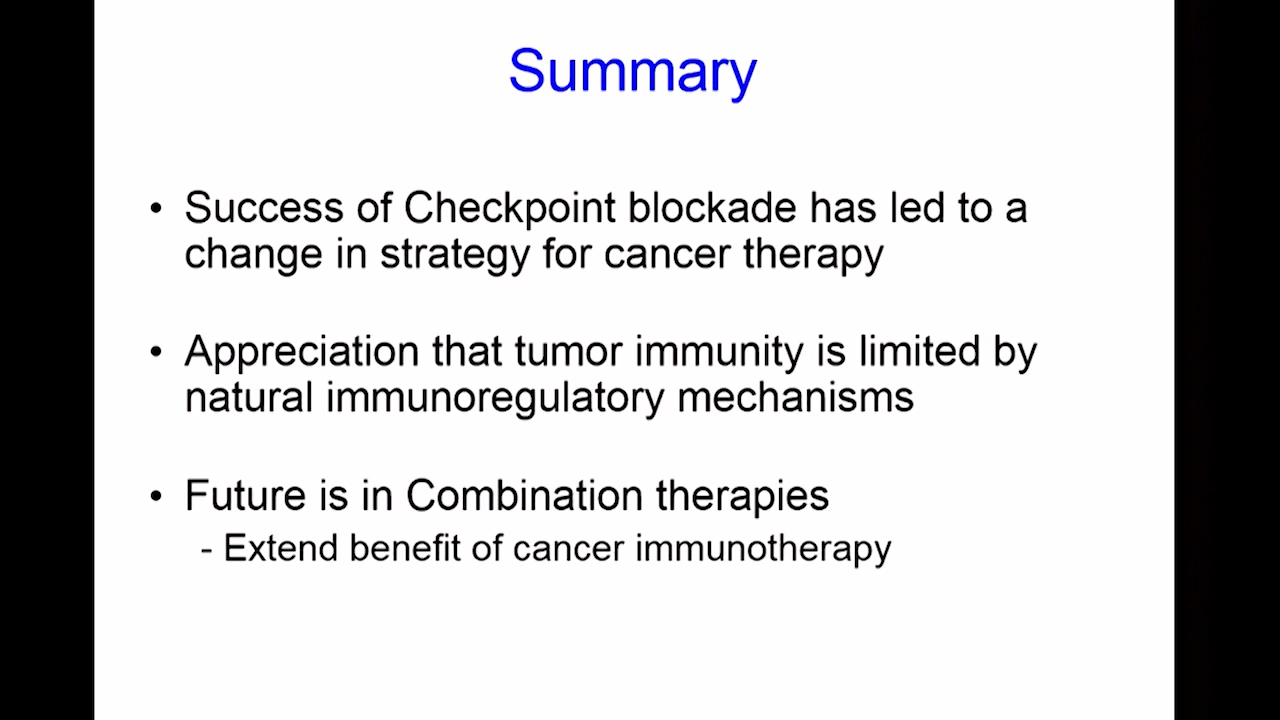 Summary
• Success of Checkpoint blockade has led to a
change in strategy for cancer therapy
• Appreciation that tumor immunity is limited by
natural immunoregulatory mechanisms
• Future is in Combination therapies
- Extend benefit of cancer immunotherapy